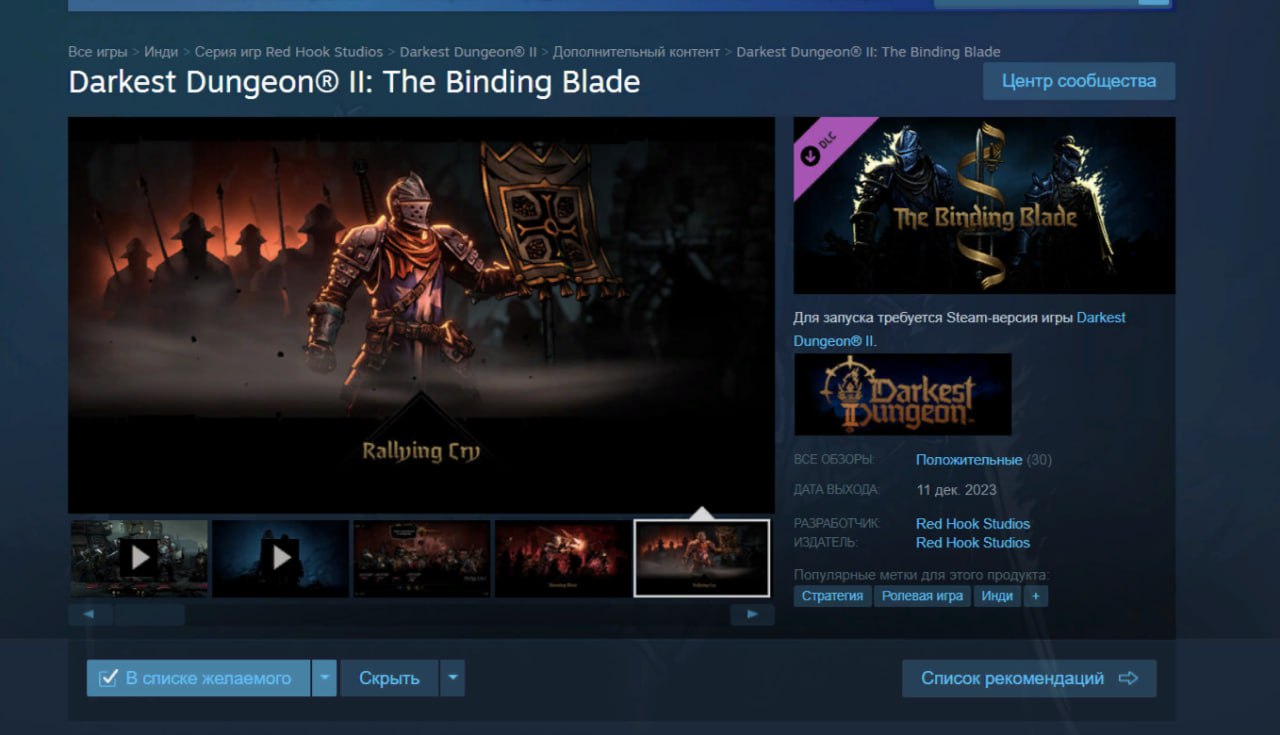 Все игры > Инди > Серия игр Red Hook Studios > Darkest Dungeon® II > Дополнительный контент > Darkest Dungeon® II: The Binding Blade
Darkest Dungeon® II: The Binding Blade
Центр сообщества
Rallying Cry
DLC
The Binding Blade
Для запуска требуется Steam-версия игры Darkest
Dungeon® II.
Darkest
II Dungeon
ВСЕ ОБЗОРЫ: Положительные (30)
ДАТА ВЫХОДА: 11 дек. 2023
РАЗРАБОТЧИК: Red Hook Studios
ИЗДАТЕЛЬ: Red Hook Studios
Популярные метки для этого продукта:
Стратегия Ролевая игра Инди +
В списке желаемого
Скрыть
Список рекомендаций